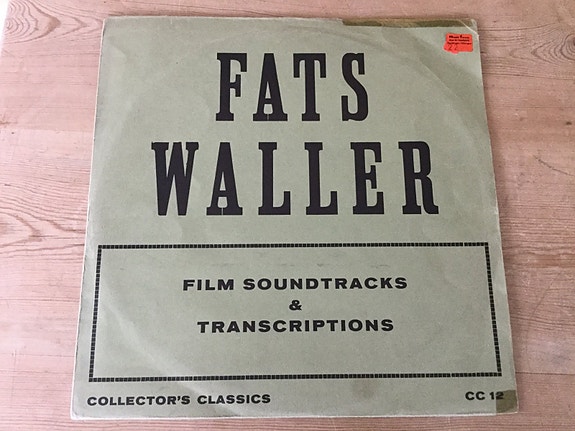 FATS
WALLER
FILM SOUNDTRACKS
&
TRANSCRIPTIONS
COLLECTOR'S CLASSICS
CC 12